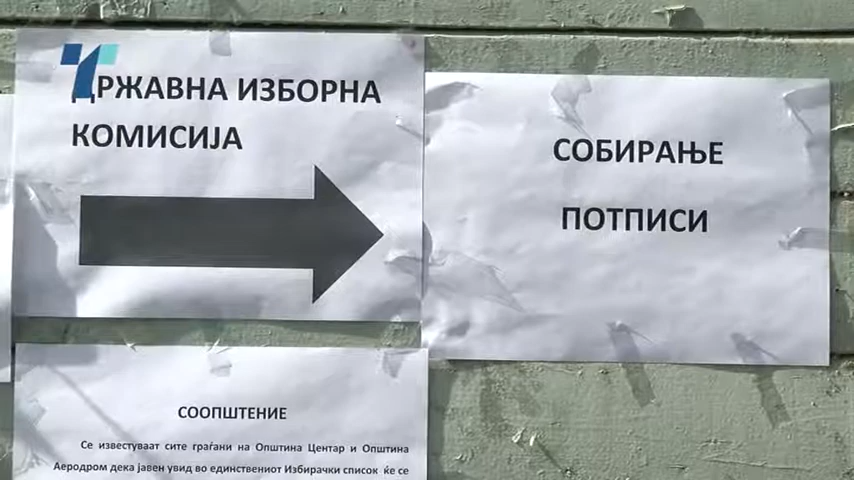 ДРЖАВНА ИЗБОРНА
КОМИСИЈА
СОБИРАЊЕ
ПОТПИСИ
СООПШТЕНИЕ
Се известуваат сите граѓани на Општина Центар и Општина
Аеродром дека јавен увид во единствениот Избирачки список ќе се